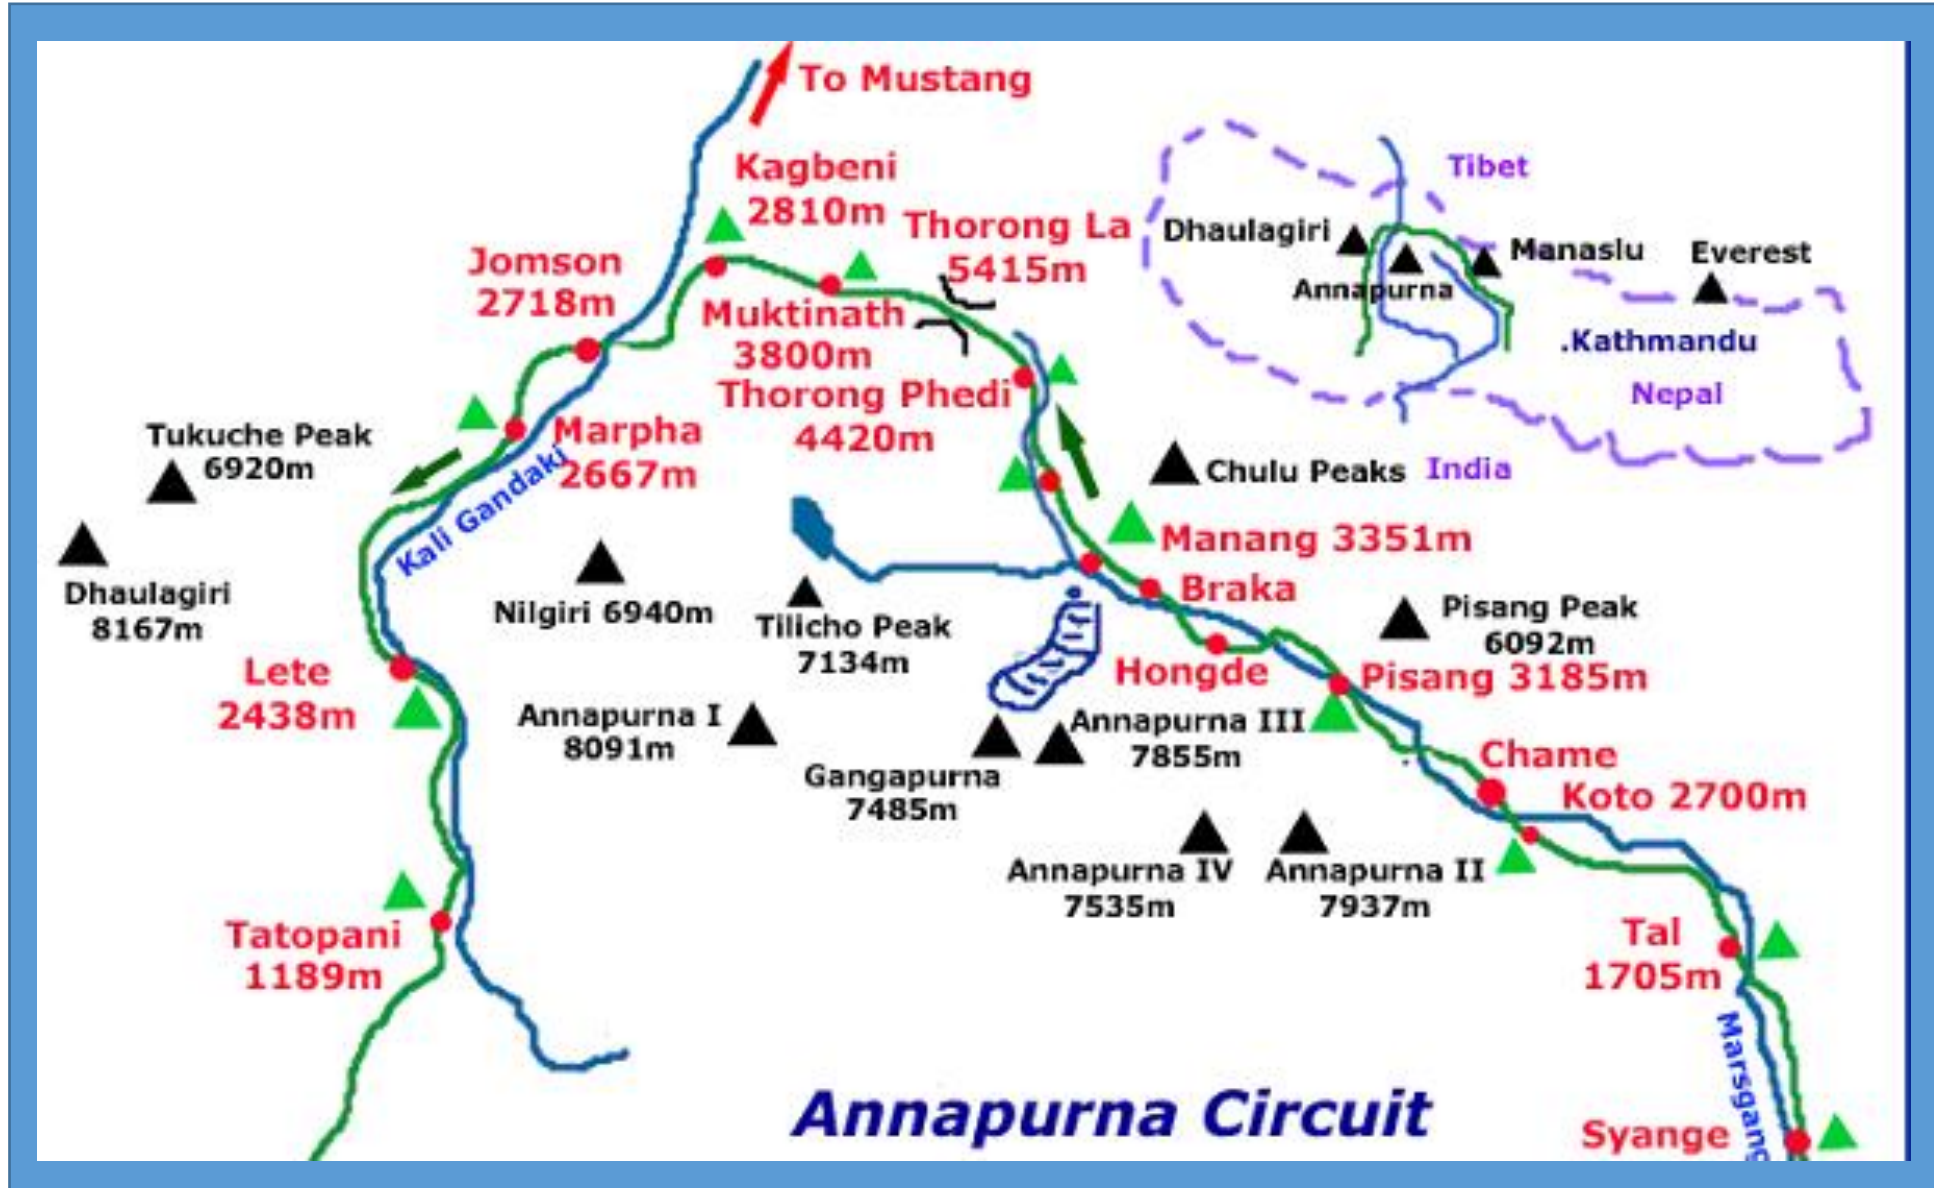 To Mustang
Kagbeni
2810m
Thorong La
5415m
Jomson
2718m
Muktinath
3800m
Thorong Phedi
4420m
Tibet
Dhaulagiri
Manaslu
Everest
Annapurna
.Kathmandu
Nepal
India
Tukuche Peak
6920m
Marpha
2667m
Kali Gandaki
Chulu Peaks
Manang 3351m
Braka
Dhaulagiri
8167m
Nilgiri 6940m
Tilicho Peak
7134m
Pisang Peak
6092m
Hongde
Pisang 3185m
Lete
2438m
Annapurna I
8091m
Gangapurna
7485m
Annapurna III
7855m
Chame
Koto 2700m
Annapurna IV
7535m
Annapurna II
7937m
Tatopani
1189m
Tal
1705m
Marsgang
Annapurna Circuit
Syange